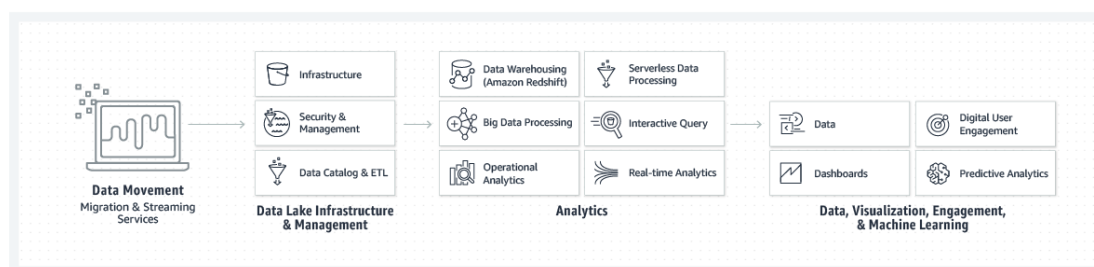 Data Movement
Migration & Streaming
Services
Infrastructure
Security &
Management
Data Catalog & ETL
Data Lake Infrastructure
& Management
Data Warehousing
(Amazon Redshift)
Serverless Data
Processing
Big Data Processing
Interactive Query
Operational
Analytics
Real-time Analytics
Analytics
Data
Digital User
Engagement
Dashboards
Predictive Analytics
Data, Visualization, Engagement,
& Machine Learning